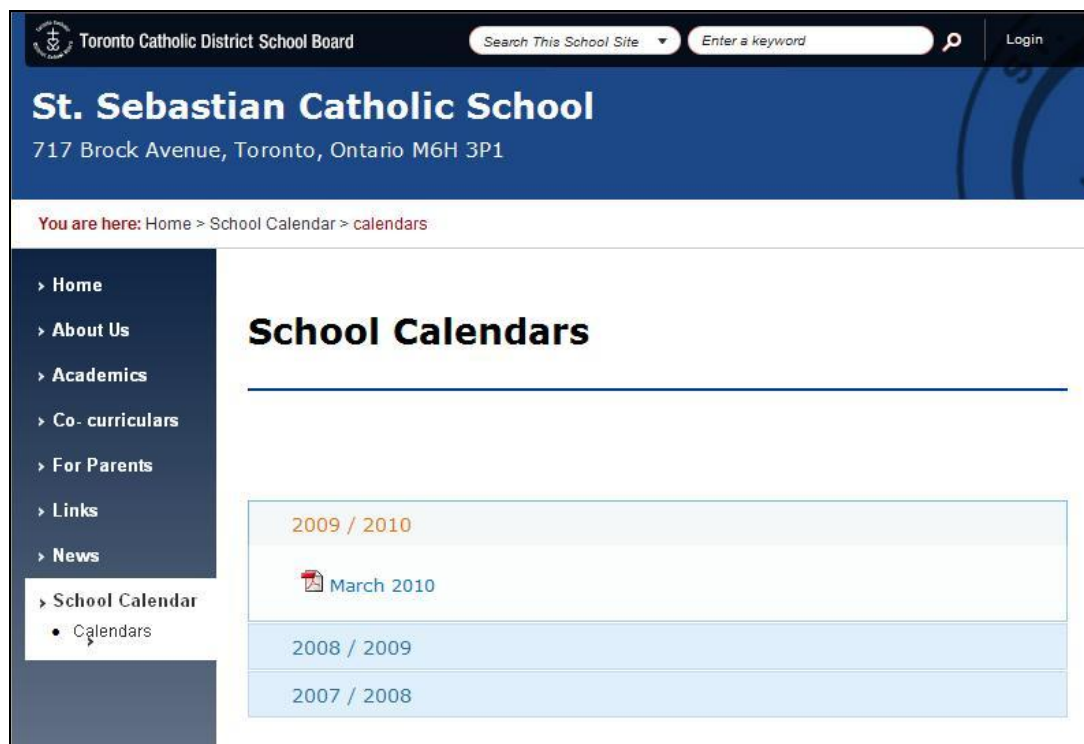 Toronto Catholic District School Board
Search This School Site
Enter a keyword
Login
St. Sebastian Catholic School
717 Brock Avenue, Toronto, Ontario M6H 3P1
You are here: Home > School Calendar > calendars
› Home
› About Us
› Academics
› Co- curriculars
› For Parents
› Links
› News
› School Calendar
• Calendars
School Calendars
2009 / 2010
March 2010
2008 / 2009
2007 / 2008